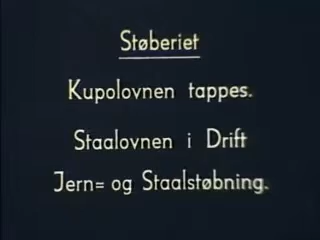 Støberiet
Kupolovnen tappes.
Staalovnen i Drift
Jern= og Staalstøbning.